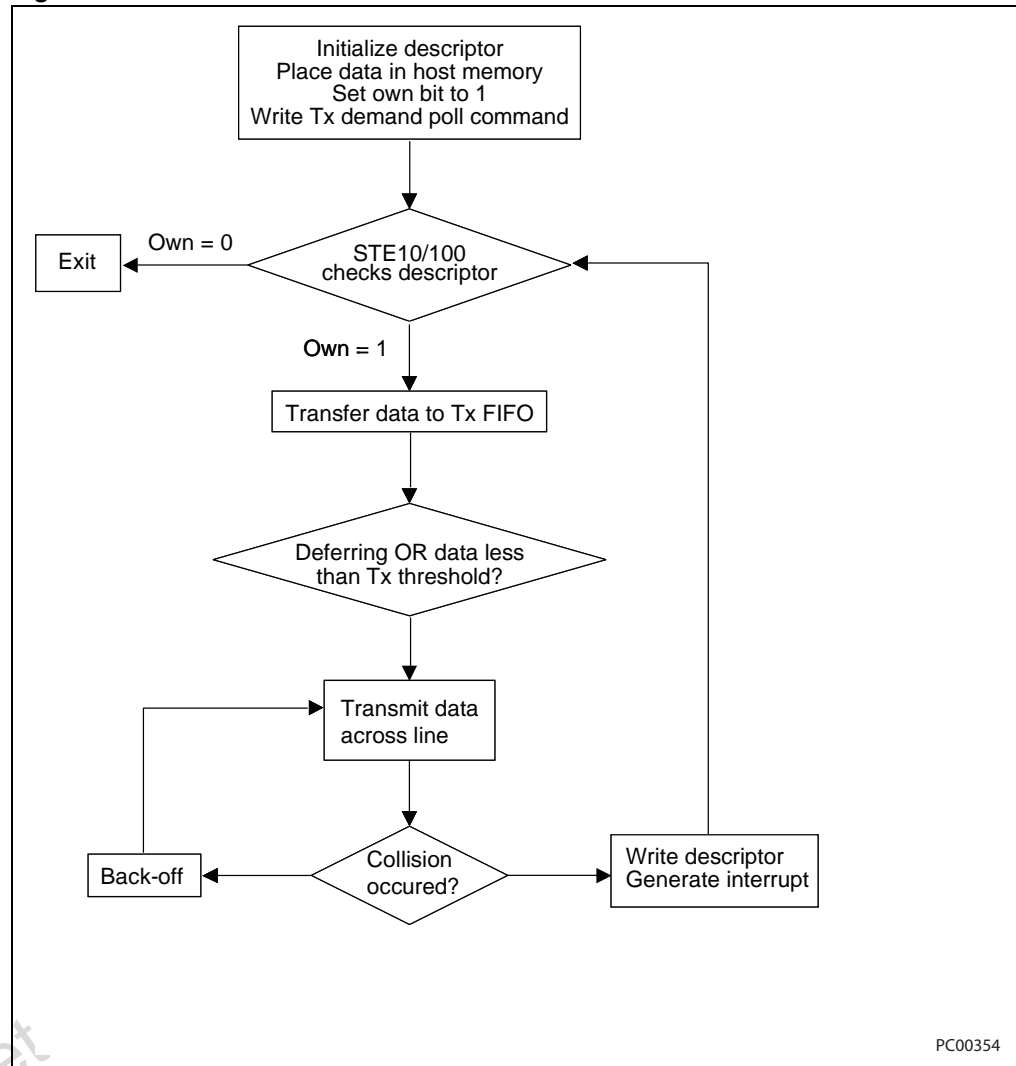 Initialize descriptor
Place data in host memory
Set own bit to 1
Write Tx demand poll command
Exit
Own = 0
STE10/100
checks descriptor
Own = 1
Transfer data to Tx FIFO
Deferring OR data less
than Tx threshold?
Transmit data
across line
Back-off
Collision
occured?
Write descriptor
Generate interrupt
PC00354